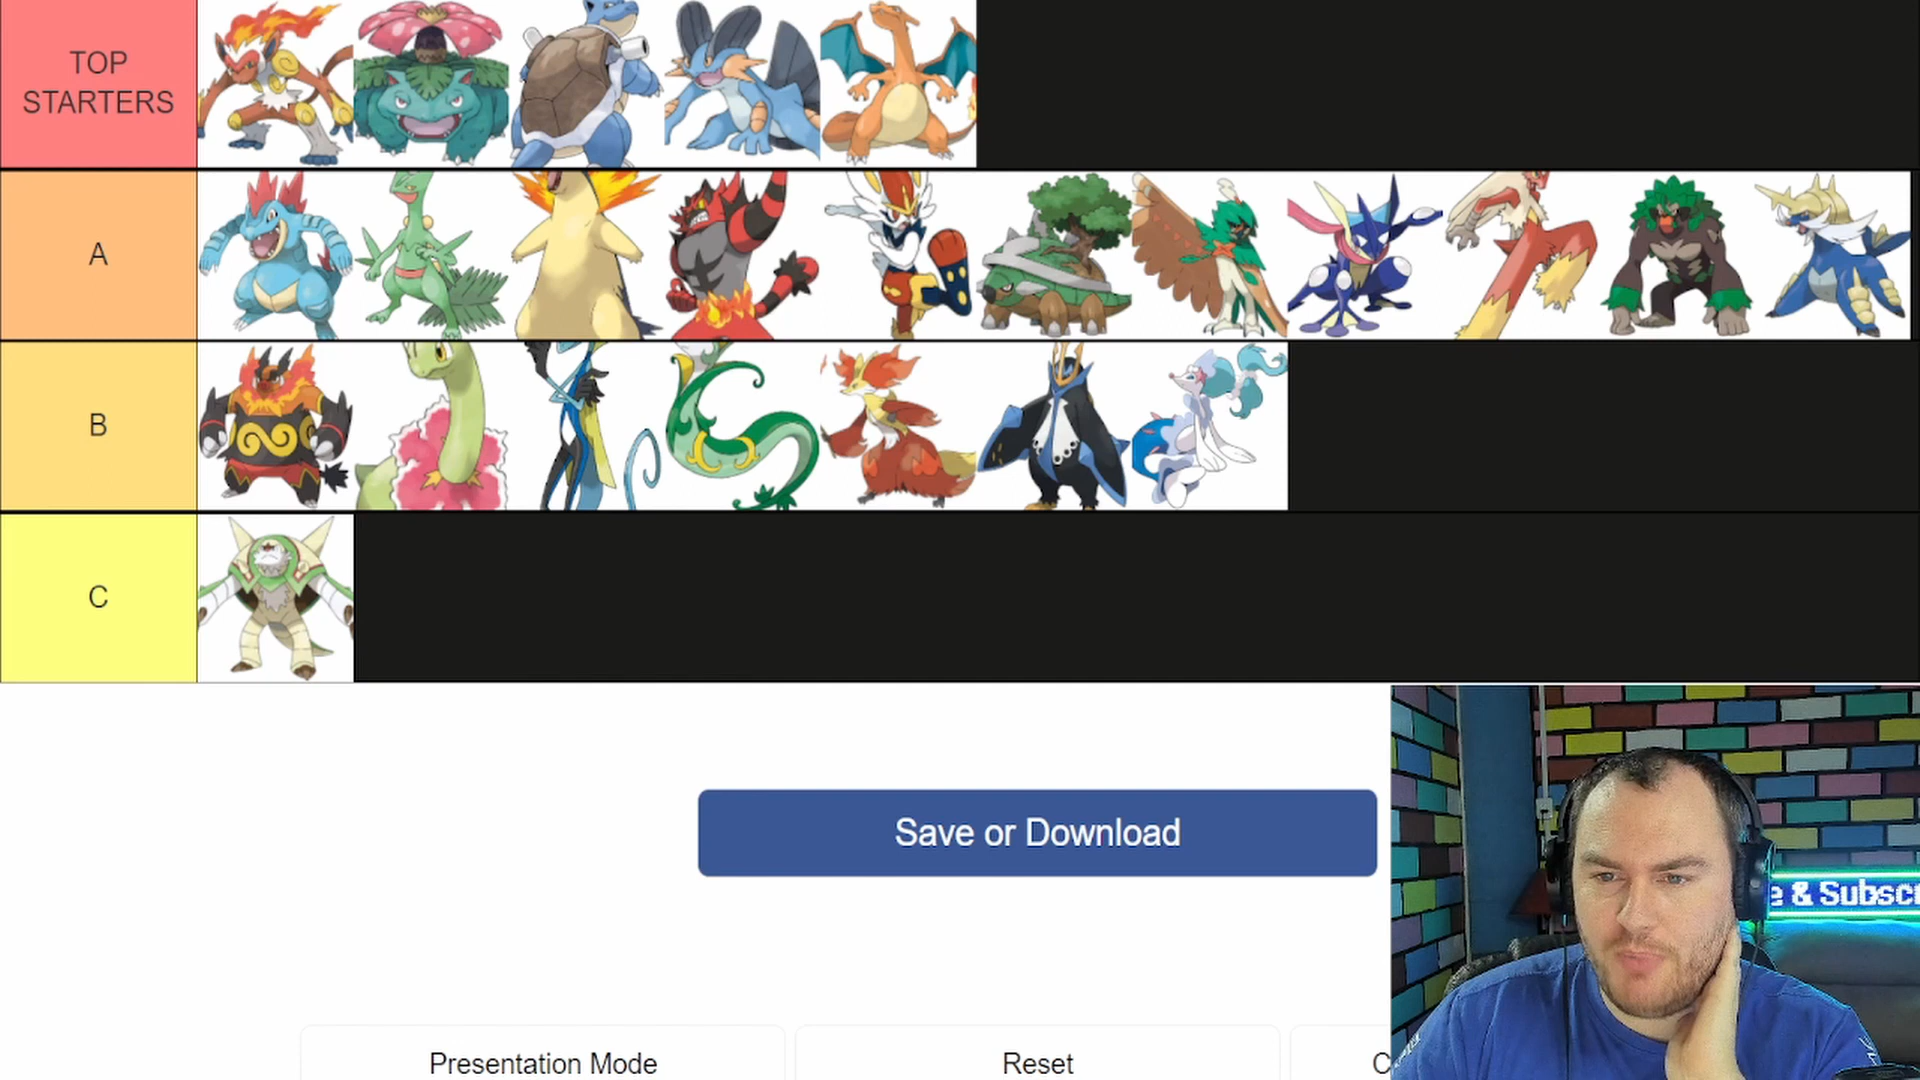 TOP
STARTERS
A
B
C
Save or Download
e & Subscr
Presentation Mode
Reset
C